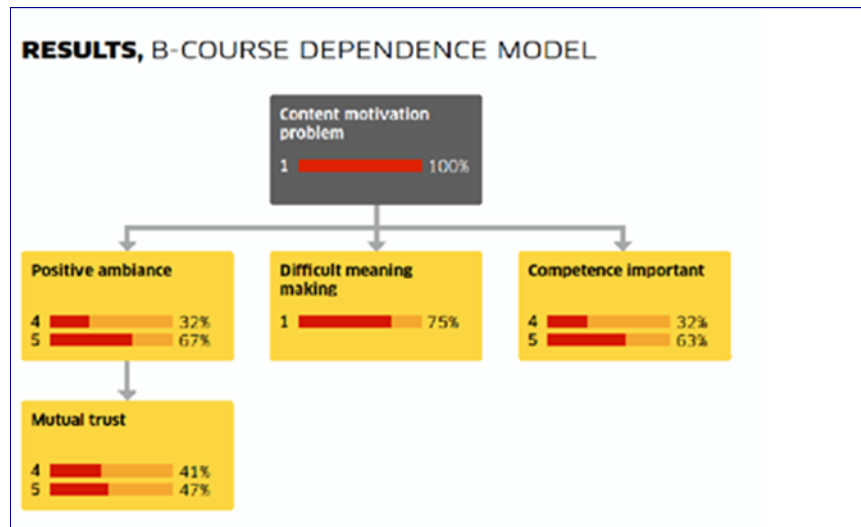 RESULTS, B-COURSE DEPENDENCE MODEL
Content motivation
problem
1 100%
Positive ambiance
4 32%
5 67%
Difficult meaning
making
1 75%
Competence important
4 32%
5 63%
Mutual trust
4 41%
5 47%